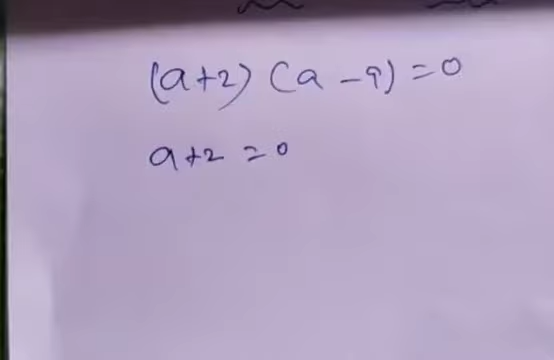 (a+2) (a-9) =0
a+2 =0